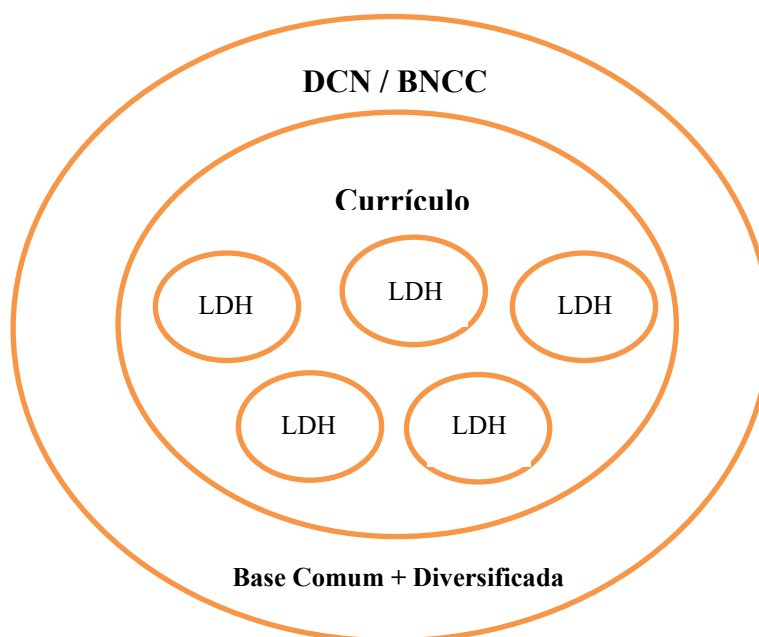 DCN / BNCC
Currículo
LDH
LDH
LDH
LDH
LDH
Base Comum + Diversificada